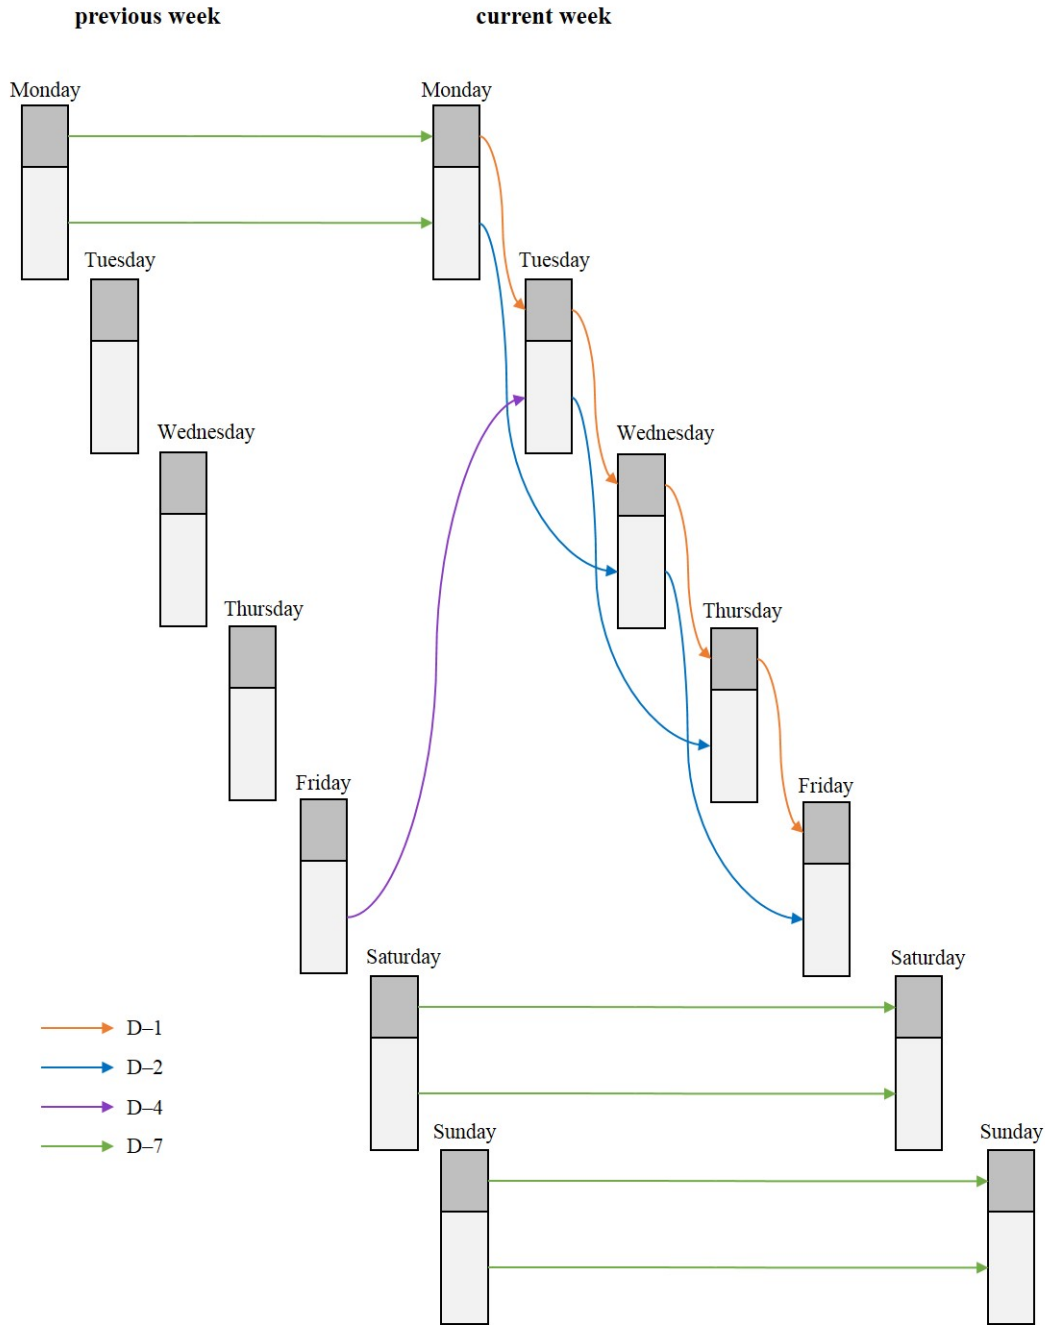 previous week
current week
Monday
Monday
Tuesday
Tuesday
Wednesday
Wednesday
Thursday
Thursday
Friday
Friday
Saturday
Saturday
D–1
D–2
D–4
D–7
Sunday
Sunday